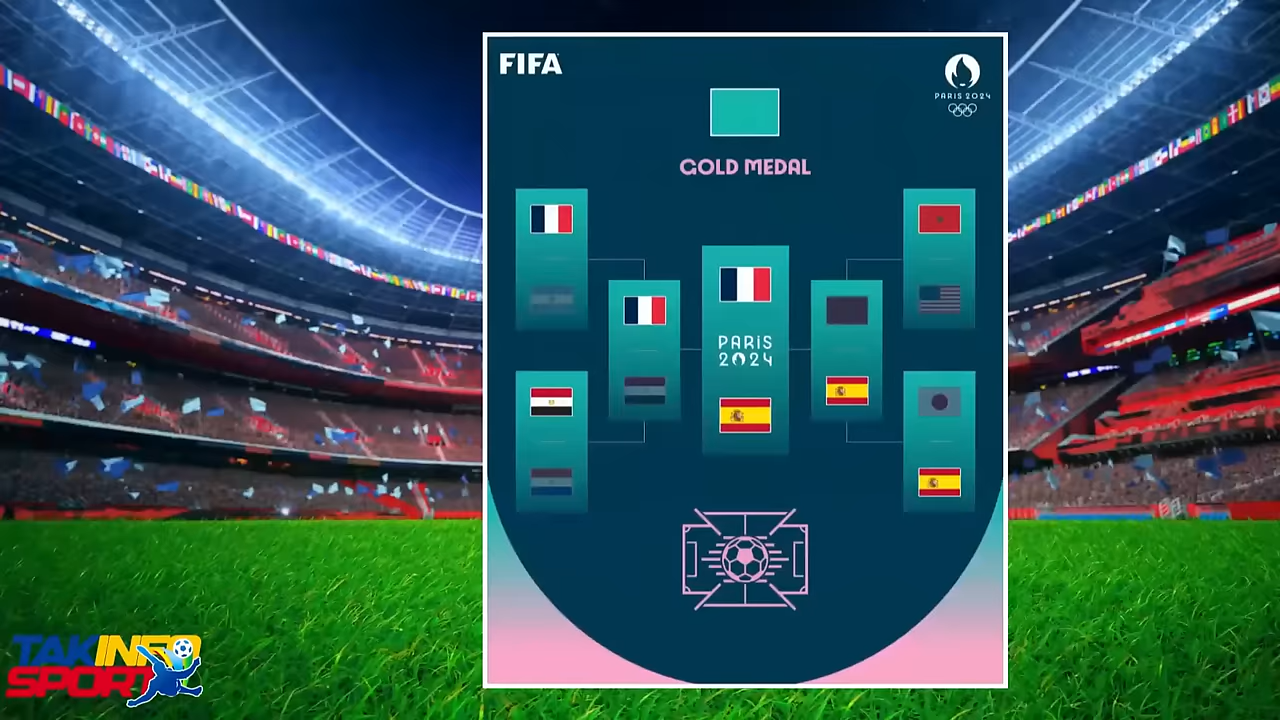 FIFA
PARIS 2024
GOLD MEDAL
PARIS
2024
TAKINFO
SPORT